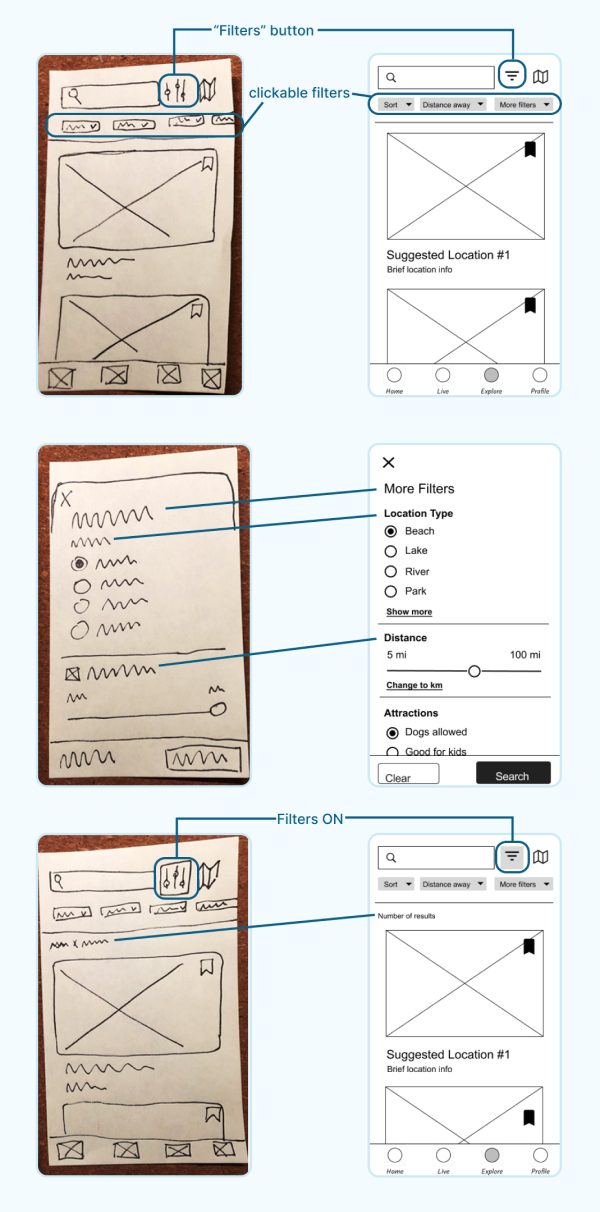 “Filters” button
clickable filters
Sort Distance away More filters
Suggested Location #1
Brief location info
Home Live Explore Profile
More Filters
Location Type
Beach
Lake
River
Park
Show more
Distance
5 mi 100 mi
Change to km
Attractions
Dogs allowed
Good for kids
Clear Search
Filters ON
Sort Distance away More filters
Number of results
Suggested Location #1
Brief location info
Home Live Explore Profile